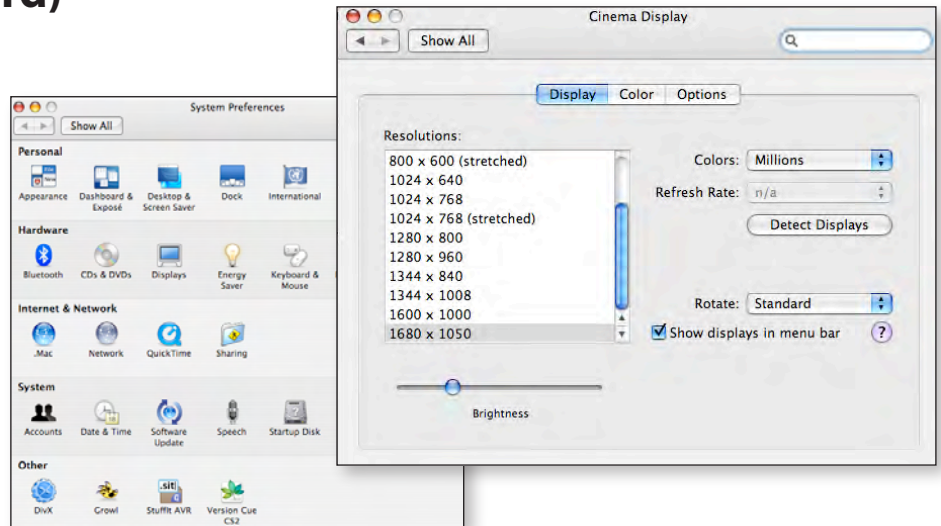 rd)
System Preferences
Show All
Personal
Appearance
Dashboard &
Exposé
Desktop &
Screen Saver
Dock
International
Hardware
Bluetooth
CDs & DVDs
Displays
Energy
Saver
Keyboard &
Mouse
Internet & Network
.Mac
Network
QuickTime
Sharing
System
Accounts
Date & Time
Software
Update
Speech
Startup Disk
Other
DivX
Growl
.sit
StuffIt AVR
Version Cue
CS2
Cinema Display
Show All
Display Color Options
Resolutions:
800 x 600 (stretched)
1024 x 640
1024 x 768
1024 x 768 (stretched)
1280 x 800
1280 x 960
1344 x 840
1344 x 1008
1600 x 1000
1680 x 1050
Colors: Millions
Refresh Rate: n/a
Detect Displays
Rotate: Standard
Show displays in menu bar ?
Brightness